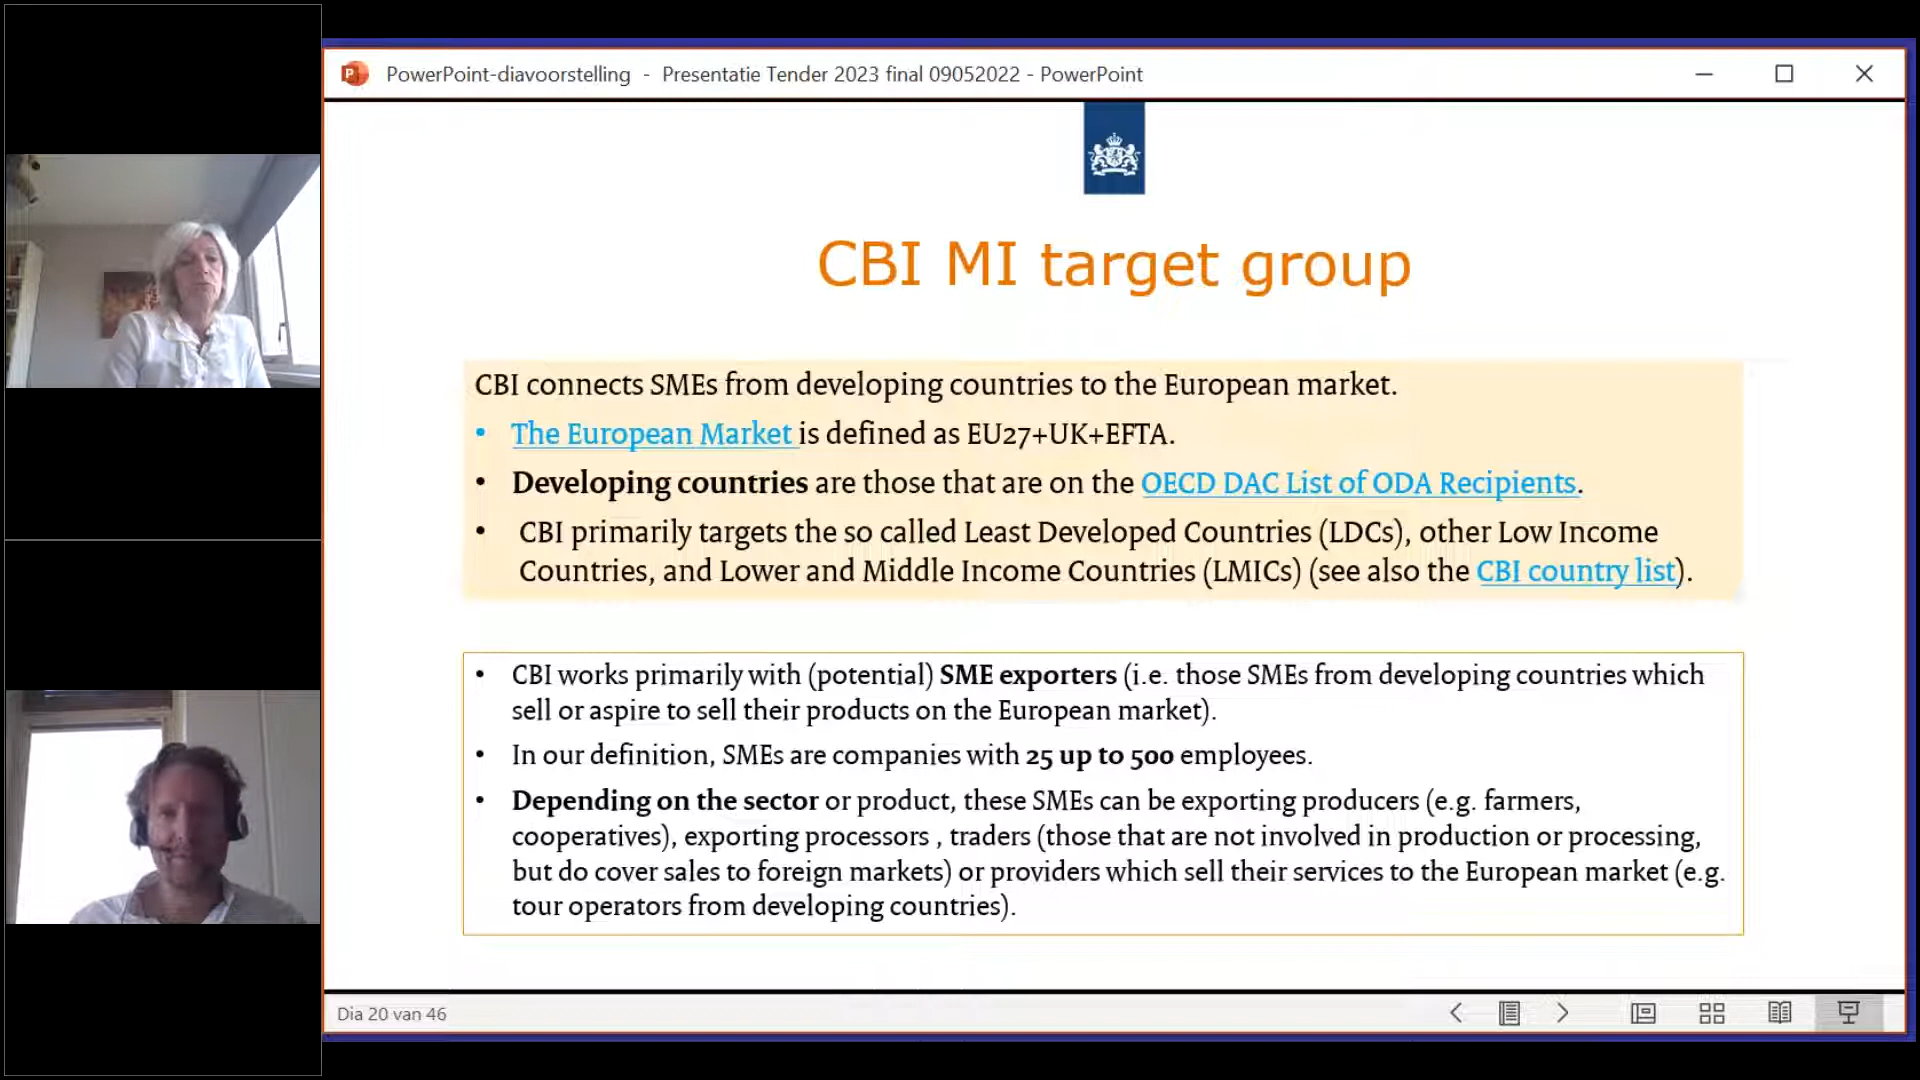 PowerPoint-diavoorstelling - Presentatie Tender 2023 final 09052022 - PowerPoint
CBI MI target group
CBI connects SMEs from developing countries to the European market.
• The European Market is defined as EU27+UK+EFTA.
• Developing countries are those that are on the OECD DAC List of ODA Recipients.
• CBI primarily targets the so called Least Developed Countries (LDCs), other Low Income
Countries, and Lower and Middle Income Countries (LMICs) (see also the CBI country list).
• CBI works primarily with (potential) SME exporters (i.e. those SMEs from developing countries which
sell or aspire to sell their products on the European market).
• In our definition, SMEs are companies with 25 up to 500 employees.
• Depending on the sector or product, these SMEs can be exporting producers (e.g. farmers,
cooperatives), exporting processors , traders (those that are not involved in production or processing,
but do cover sales to foreign markets) or providers which sell their services to the European market (e.g.
tour operators from developing countries).
Dia 20 van 46